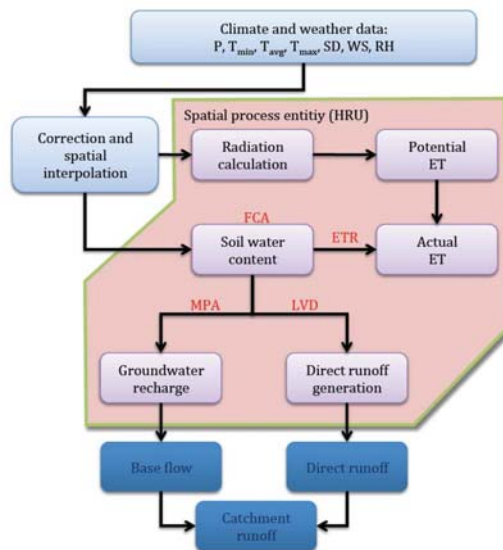 Climate and weather data:
P, Tmin, Tavg, Tmax, SD, WS, RH
Spatial process entitiy (HRU)
Correction and
spatial
interpolation
Radiation
calculation
Potential
ET
FCA
Soil water
content
ETR
Actual
ET
MPA
LVD
Groundwater
recharge
Direct runoff
generation
Base flow
Direct runoff
Catchment
runoff